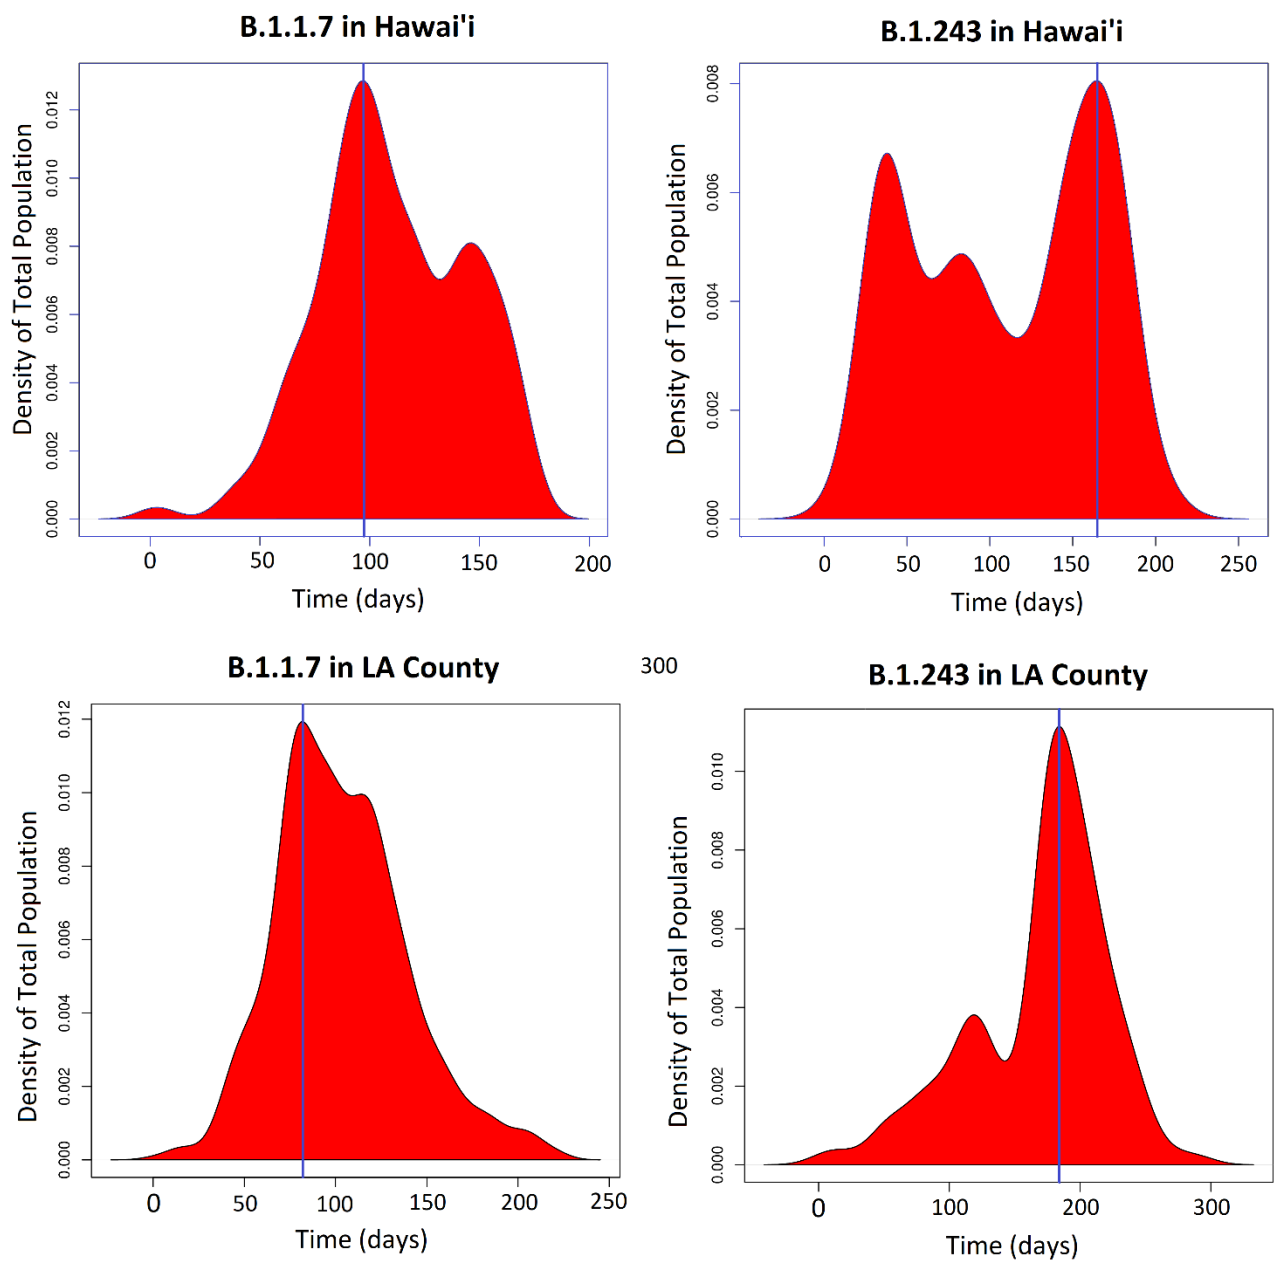 B.1.1.7 in Hawai'i
Density of Total Population
0.012
0.010
0.008
0.006
0.004
0.002
0.000
0 50 100 150 200
Time (days)
B.1.243 in Hawai'i
Density of Total Population
0.008
0.006
0.004
0.002
0.000
0 50 100 150 200 250
Time (days)
B.1.1.7 in LA County
Density of Total Population
0.012
0.010
0.008
0.006
0.004
0.002
0.000
0 50 100 150 200 250
Time (days)
300
B.1.243 in LA County
Density of Total Population
0.010
0.008
0.006
0.004
0.002
0.000
0 100 200 300
Time (days)